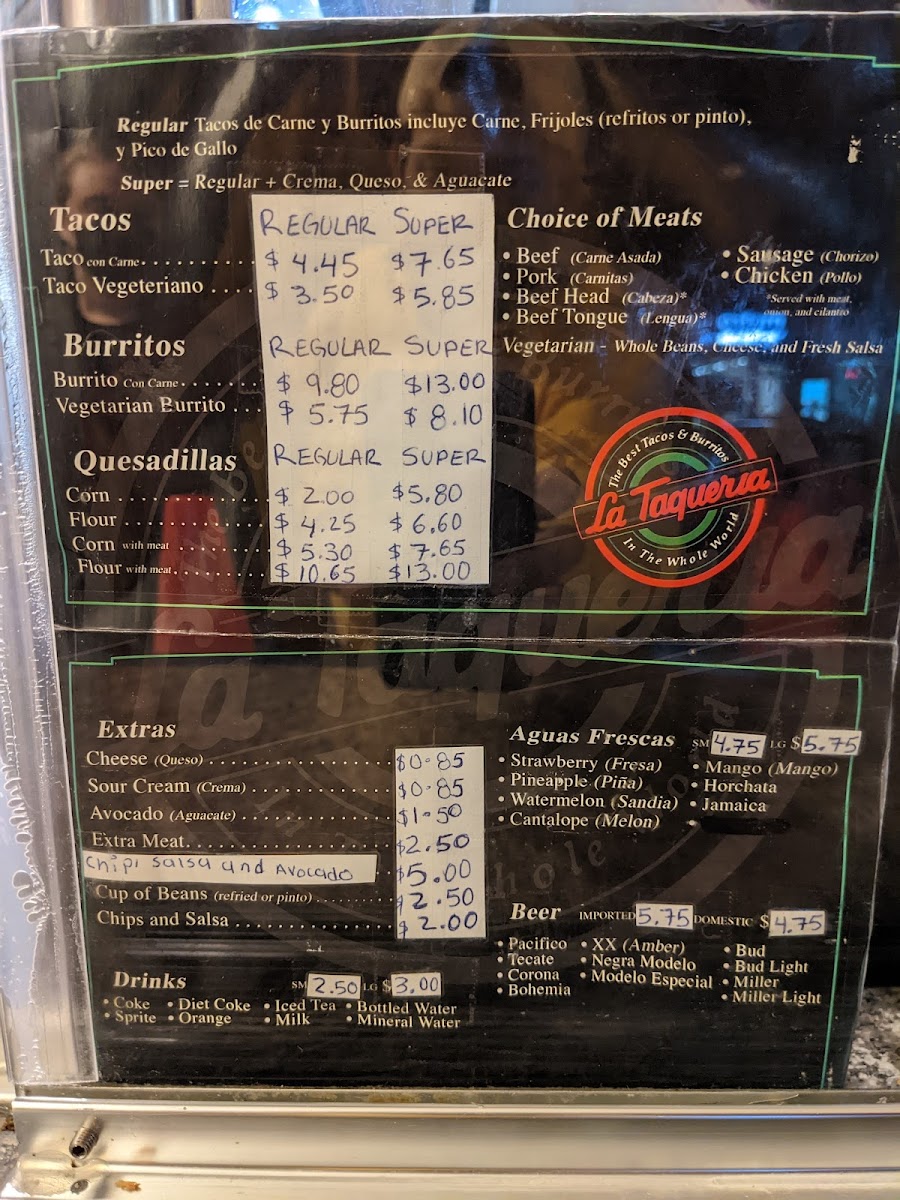 Regular Tacos de Carne y Burritos incluye Carne, Frijoles (refritos or pinto),
y Pico de Gallo
Super = Regular + Crema, Queso, & Aguacate
Tacos REGULAR SUPER
Taco con Carne.......... $ 4.45 $7.65
Taco Vegeteriano .... $ 3.50 $5.85
Burritos REGULAR SUPER
Burrito Con Carne....... $ 9.80 $13.00
Vegetarian Burrito ... $ 5.75 $ 8.10
Quesadillas REGULAR SUPER
Corn ............. $ 2.00 $5.80
Flour ............. $ 4.25 $ 6.60
Corn with meat ........ $ 5.30 $ 7.65
Flour with meat........ $ 10.65 $13.00
Choice of Meats
• Beef (Carne Asada)
• Pork (Carnitas)
• Beef Head (Cabeza)*
• Beef Tongue (Lengua)*
• Sausage (Chorizo)
• Chicken (Pollo)
*Served with meat,
onion, and cilantro
Vegetarian - Whole Beans, Cheese, and Fresh Salsa
The Best Tacos & Burritos
La Taqueria
In The Whole World
Extras
Cheese (Queso)................ $0.85
Sour Cream (Crema)............ $0.85
Avocado (Aguacate)............. $1.50
Extra Meat.................. $2.50
Chipi salsa and Avocado $5.00
Cup of Beans (refried or pinto)........ $2.50
Chips and Salsa ................ $ 2.00
Drinks SM 2.50 LG $3.00
• Coke • Diet Coke • Iced Tea • Bottled Water
• Sprite • Orange • Milk • Mineral Water
Aguas Frescas SM 4.75 LG $5.75
• Strawberry (Fresa) • Mango (Mango)
• Pineapple (Piña) • Horchata
• Watermelon (Sandia) • Jamaica
• Cantalope (Melon)
Beer IMPORTED 5.75 DOMESTIC $4.75
• Pacifico • XX (Amber) • Bud
• Tecate • Negra Modelo • Bud Light
• Corona • Modelo Especial • Miller
• Bohemia • Miller Light